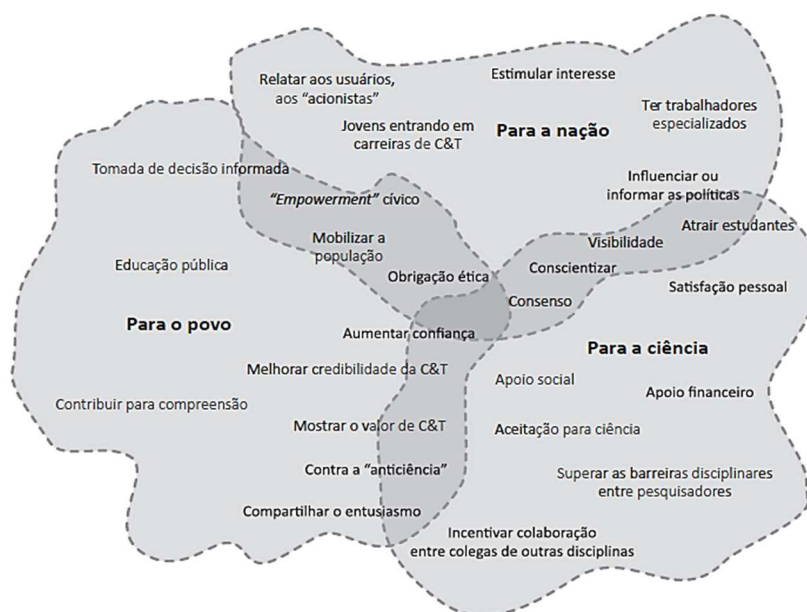 Relatar aos usuários,
aos “acionistas”
Estimular interesse
Jovens entrando em
carreiras de C&T
Para a nação
Ter trabalhadores
especializados
Tomada de decisão informada
“Empowerment” cívico
Influenciar ou
informar as políticas
Mobilizar a
população
Visibilidade
Atrair estudantes
Educação pública
Obrigação ética
Conscientizar
Consenso
Satisfação pessoal
Para o povo
Aumentar confiança
Para a ciência
Melhorar credibilidade da C&T
Apoio social
Apoio financeiro
Contribuir para compreensão
Mostrar o valor de C&T
Aceitação para ciência
Contra a “anticiência”
Superar as barreiras disciplinares
entre pesquisadores
Compartilhar o entusiasmo
Incentivar colaboração
entre colegas de outras disciplinas